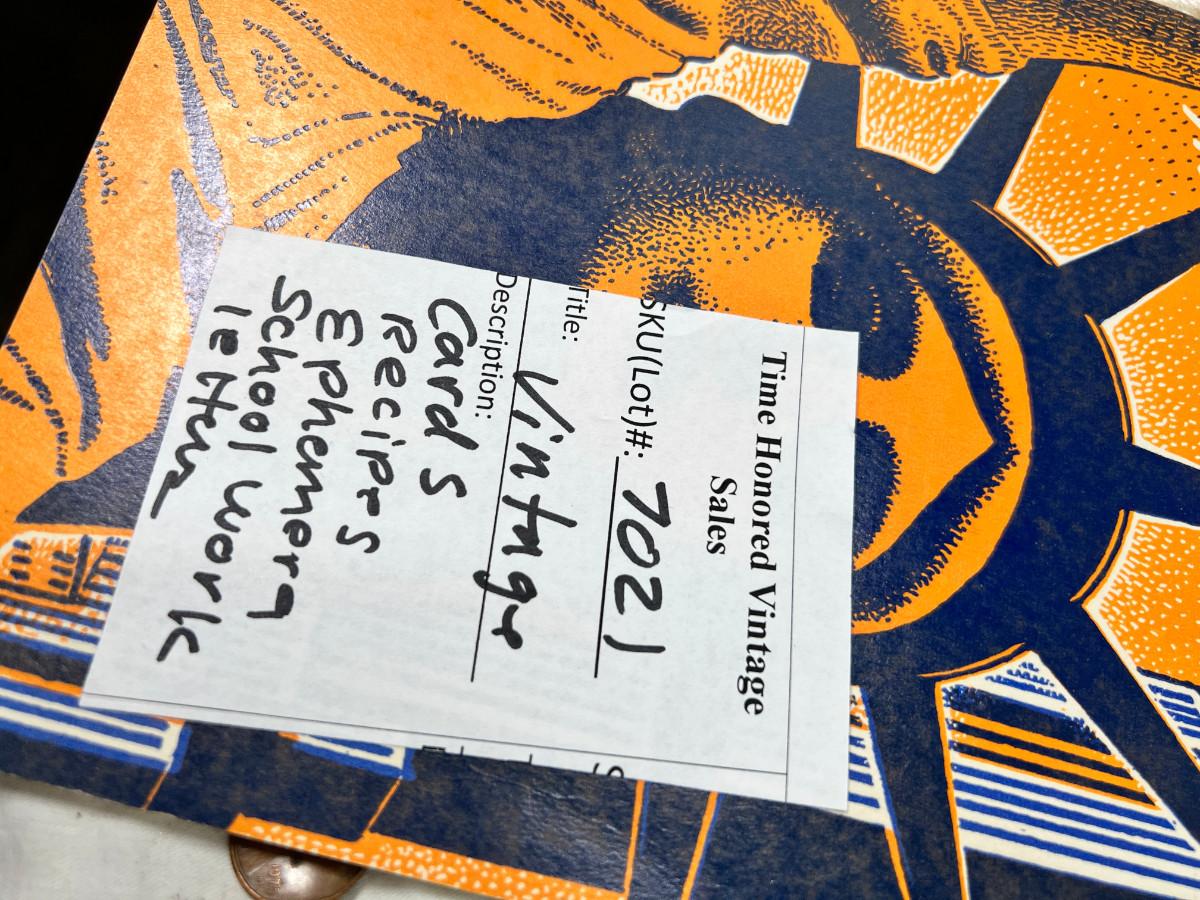 Time Honored Vintage
Sales
SKU(Lot)#: 7021
Title: Vintage
Description:
Cards
Recipes
Ephemera
School work
letters